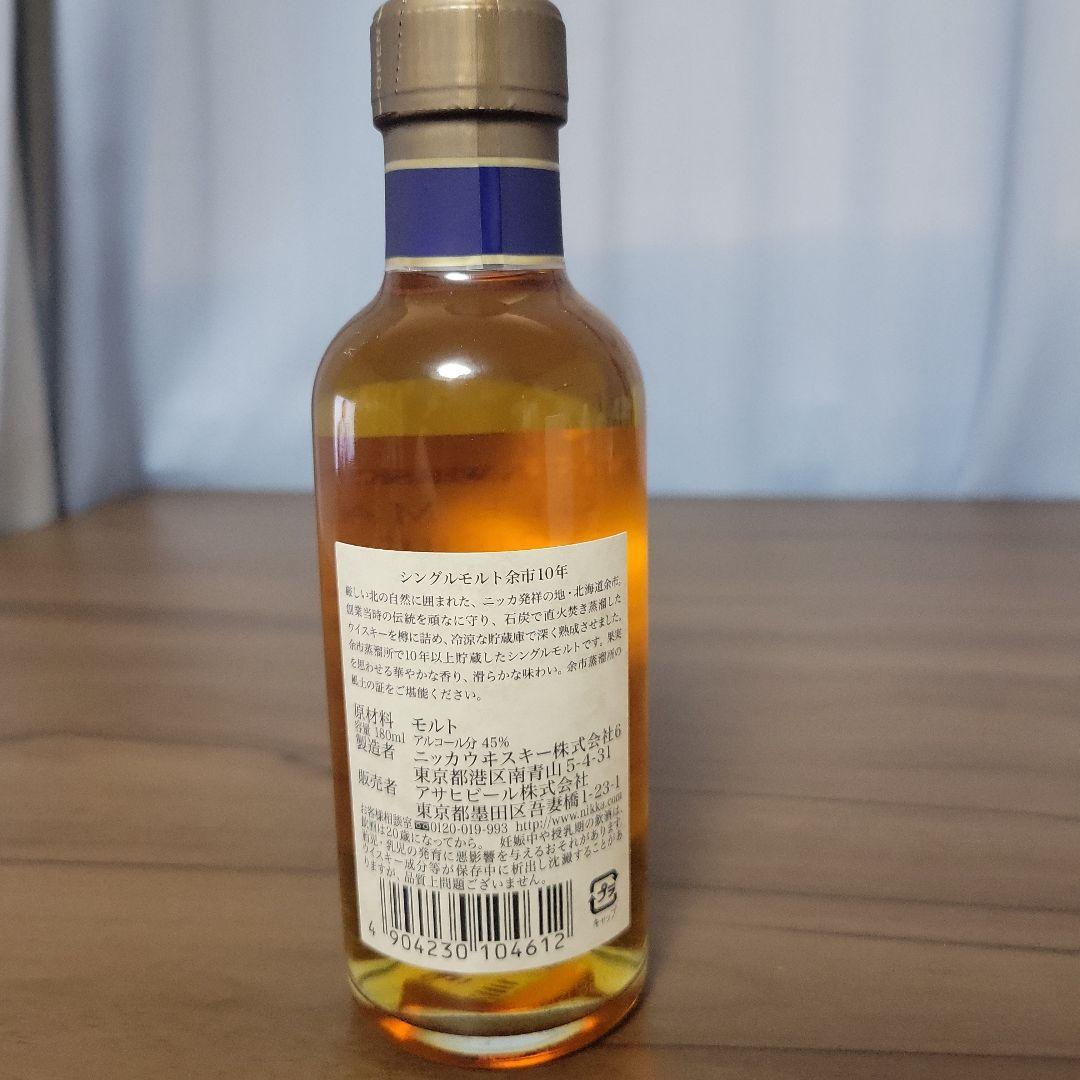 OPEN
シングルモルト余市10年
厳しい北の自然に囲まれた、ニッカ発祥の地・北海道余市。
創業当時の伝統を頑なに守り、石炭で直火焚き蒸溜した
ウイスキーを樽に詰め、冷涼な貯蔵庫で深く熟成させました。
余市蒸溜所で10年以上貯蔵したシングルモルトです。果実
を思わせる華やかな香り、滑らかな味わい。余市蒸溜所の
風土の証をご堪能ください。
原材料 モルト
容量 180ml アルコール分 45%
製造者 ニッカウヰスキー株式会社6
東京都港区南青山5-4-31
販売者 アサヒビール株式会社
東京都墨田区吾妻橋1-23-1
お客様相談室 0120-019-993 http://www.nikka.com
飲酒は20歳になってから。 妊娠中や授乳期の飲酒は、
胎児・乳児の発育に悪影響を与えるおそれがあります。
ウイスキー成分等が保存中に析出し沈澱することがあ
りますが、品質上問題ございません。
プラ
キャップ
4 904230 104612